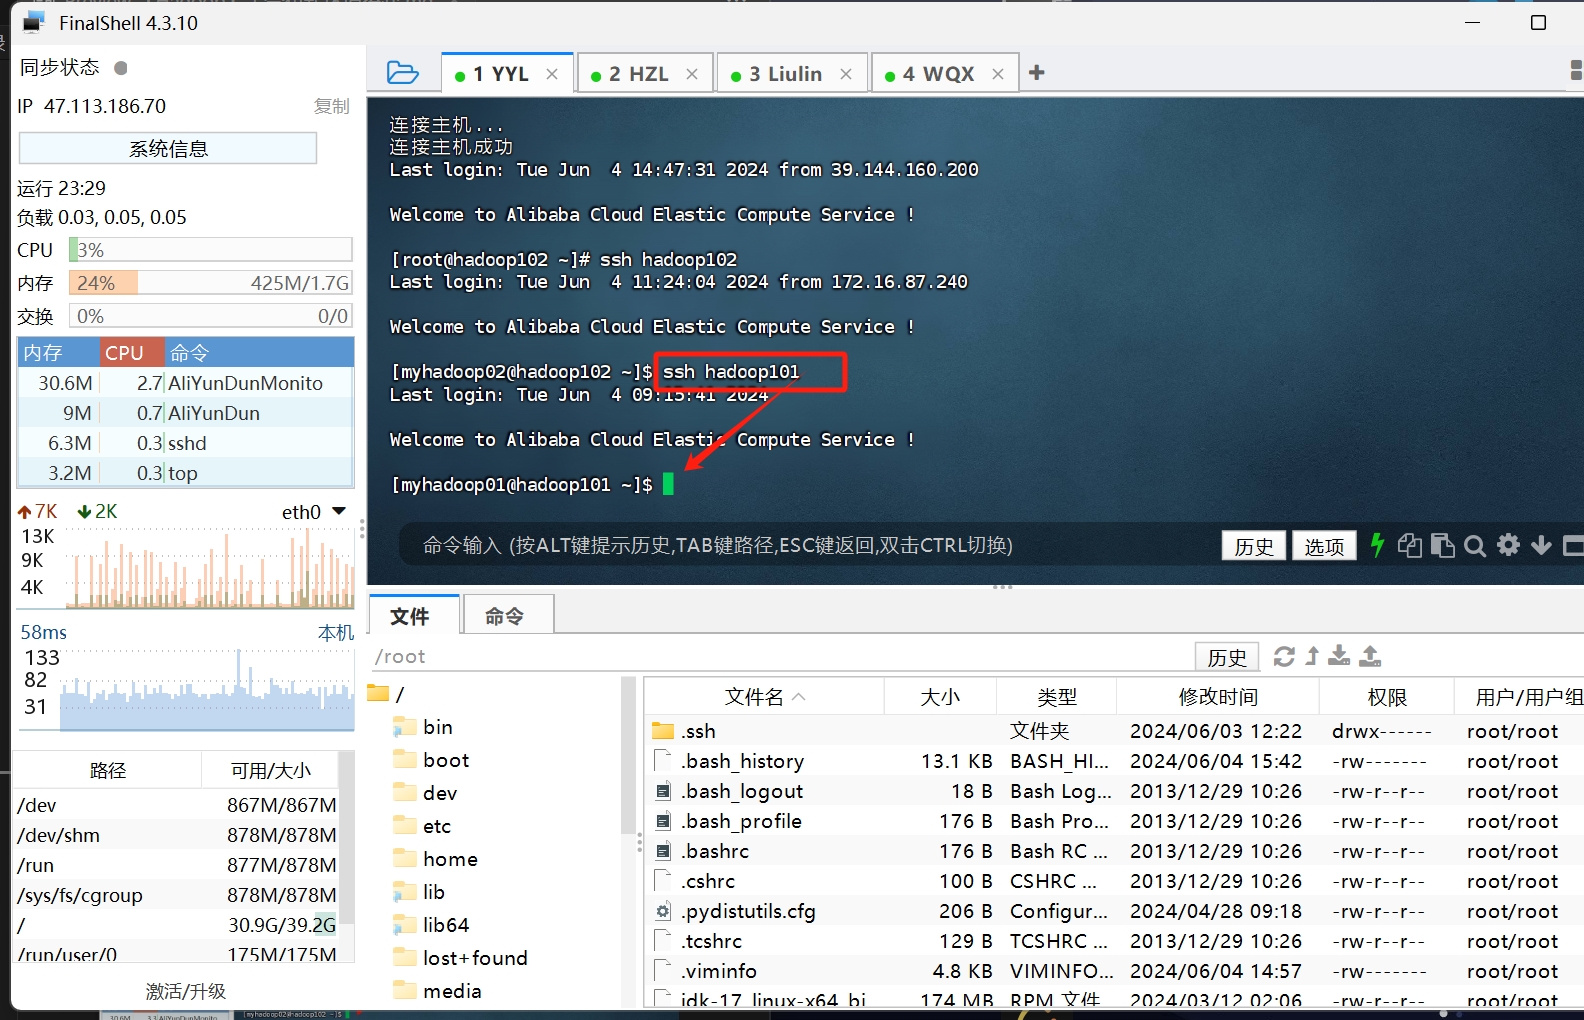 FinalShell 4.3.10
同步状态
IP 47.113.186.70 复制
系统信息
运行 23:29
负载 0.03, 0.05, 0.05
CPU 3%
内存 24% 425M/1.7G
交换 0% 0/0
内存 CPU 命令
30.6M 2.7 AliYunDunMonito
9M 0.7 AliYunDun
6.3M 0.3 sshd
3.2M 0.3 top
7K 2K eth0
13K
9K
4K
58ms 本机
133
82
31
路径 可用/大小
/dev 867M/867M
/dev/shm 878M/878M
/run 877M/878M
/sys/fs/cgroup 878M/878M
/ 30.9G/39.2G
/run/user/0 175M/175M
激活/升级
1 YYL
2 HZL
3 Liulin
4 WQX
连接主机...
连接主机成功
Last login: Tue Jun  4 14:47:31 2024 from 39.144.160.200
Welcome to Alibaba Cloud Elastic Compute Service !
[root@hadoop102 ~]# ssh hadoop102
Last login: Tue Jun  4 11:24:04 2024 from 172.16.87.240
Welcome to Alibaba Cloud Elastic Compute Service !
[myhadoop02@hadoop102 ~]$ ssh hadoop101
Last login: Tue Jun  4 09:15:41 2024
Welcome to Alibaba Cloud Elastic Compute Service !
[myhadoop01@hadoop101 ~]$
命令输入 (按ALT键提示历史,TAB键路径,ESC键返回,双击CTRL切换) 历史 选项
文件 命令
/root 历史
/
bin
boot
dev
etc
home
lib
lib64
lost+found
media
文件名 大小 类型 修改时间 权限 用户/用户组
.ssh 文件夹 2024/06/03 12:22 drwx------ root/root
.bash_history 13.1 KB BASH_HI... 2024/06/04 15:42 -rw------- root/root
.bash_logout 18 B Bash Log... 2013/12/29 10:26 -rw-r--r-- root/root
.bash_profile 176 B Bash Pro... 2013/12/29 10:26 -rw-r--r-- root/root
.bashrc 176 B Bash RC ... 2013/12/29 10:26 -rw-r--r-- root/root
.cshrc 100 B CSHRC ... 2013/12/29 10:26 -rw-r--r-- root/root
.pydistutils.cfg 206 B Configur... 2024/04/28 09:18 -rw-r--r-- root/root
.tcshrc 129 B TCSHRC ... 2013/12/29 10:26 -rw-r--r-- root/root
.viminfo 4.8 KB VIMINFO... 2024/06/04 14:57 -rw------- root/root
jdk-17_linux-x64_bi 174 MB RPM 文件 2024/03/12 02:06 -rw-r--r-- root/root